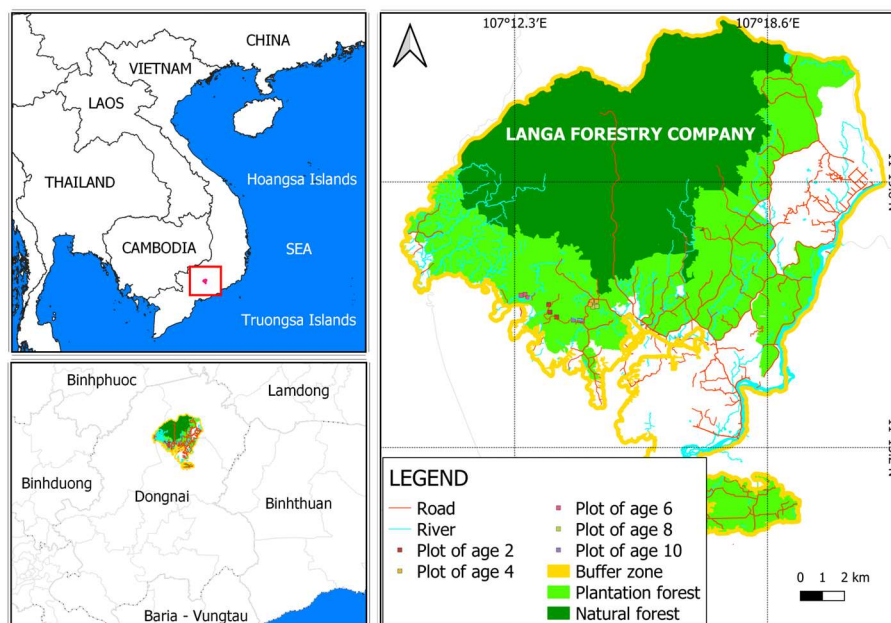 CHINA
VIETNAM
LAOS
Hoangsa Islands
THAILAND
SEA
CAMBODIA
Truongsa Islands
Binhphuoc
Lamdong
Binhduong
Dongnai
Binhthuan
Baria - Vungtau
107°12.3'E
107°18.6'E
LANGA FORESTRY COMPANY
LEGEND
Road
River
Plot of age 2
Plot of age 4
Plot of age 6
Plot of age 8
Plot of age 10
Buffer zone
Plantation forest
Natural forest
0 1 2 km